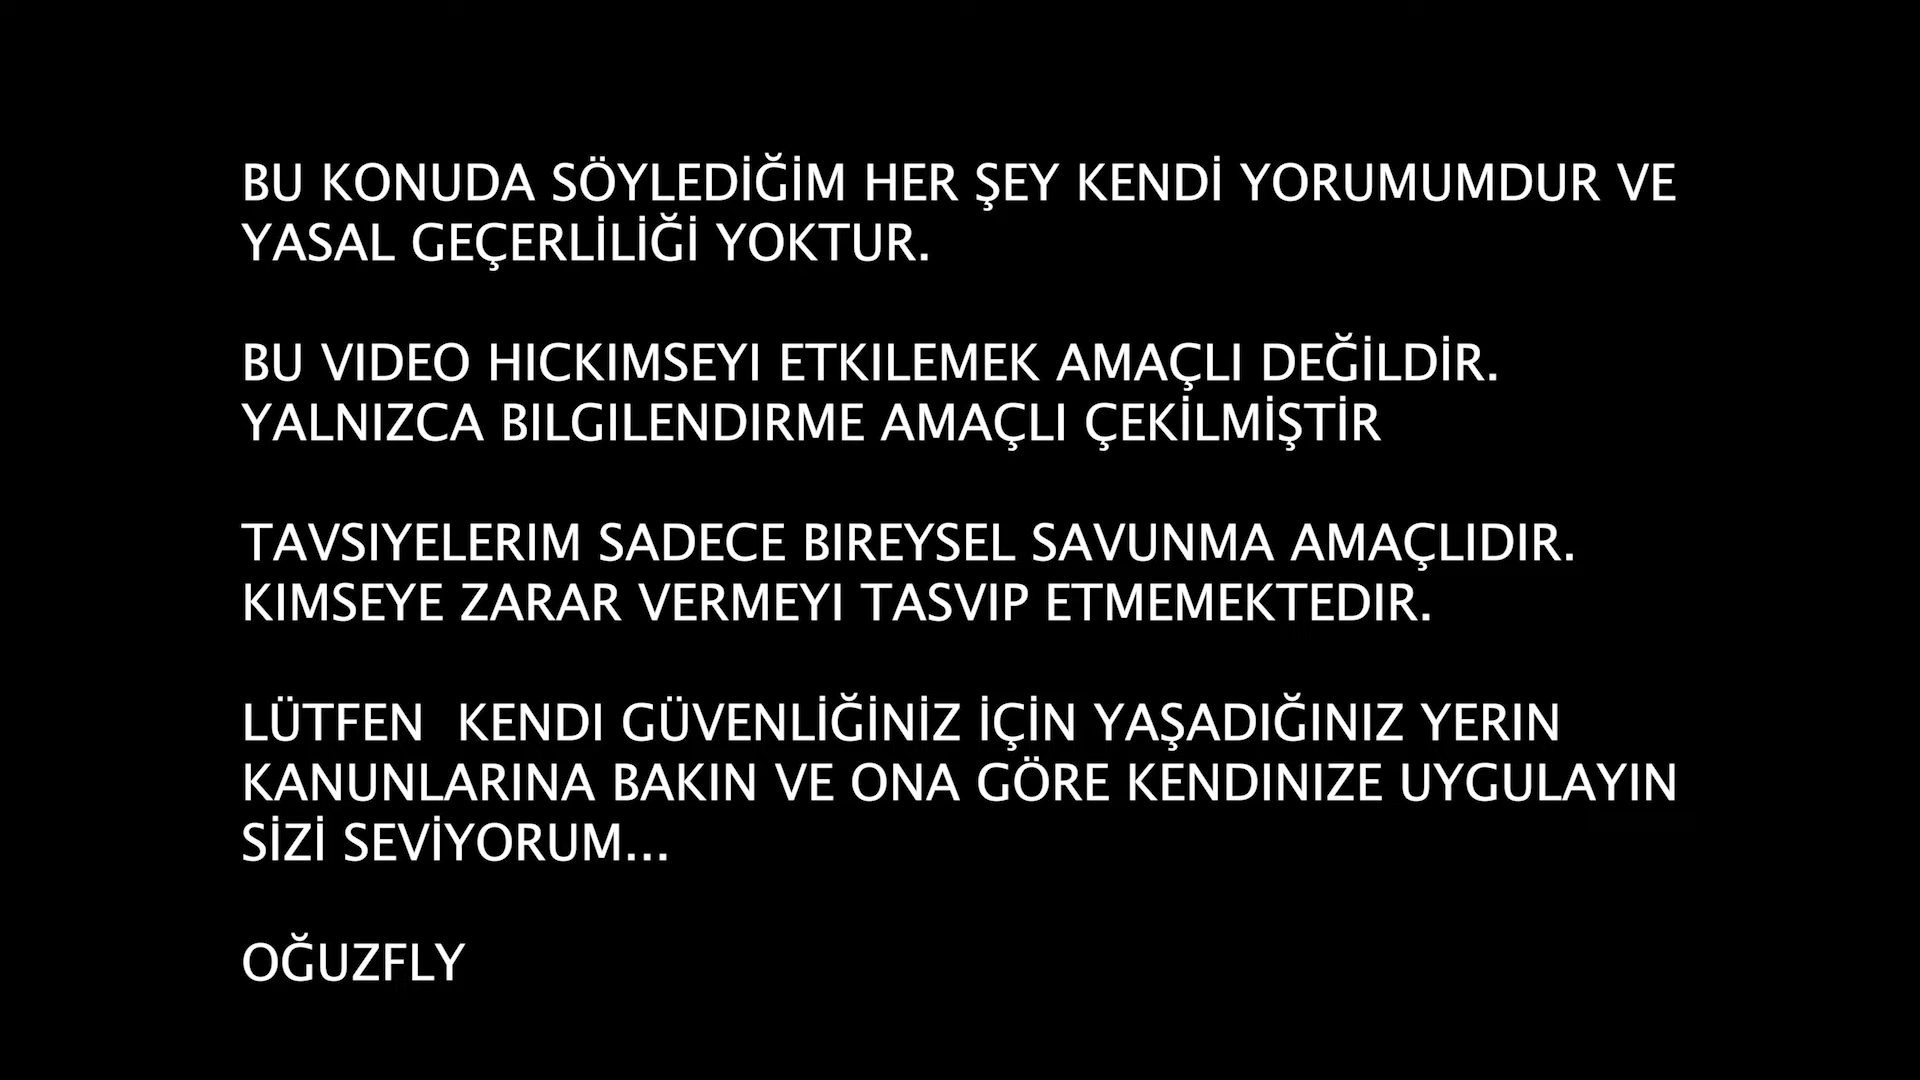 BU KONUDA SÖYLEDİĞİM HER ŞEY KENDİ YORUMUMDUR VE
YASAL GEÇERLİLİĞİ YOKTUR.
BU VIDEO HICKIMSEYI ETKILEMEK AMAÇLI DEĞİLDİR.
YALNIZCA BILGILENDIRME AMAÇLI ÇEKİLMİŞTİR
TAVSIYELERIM SADECE BIREYSEL SAVUNMA AMAÇLIDIR.
KIMSEYE ZARAR VERMEYI TASVIP ETMEMEKTEDIR.
LÜTFEN  KENDI GÜVENLİĞİNİZ İÇİN YAŞADIĞINIZ YERIN
KANUNLARINA BAKIN VE ONA GÖRE KENDINIZE UYGULAYIN
SİZİ SEVİYORUM...
OĞUZFLY